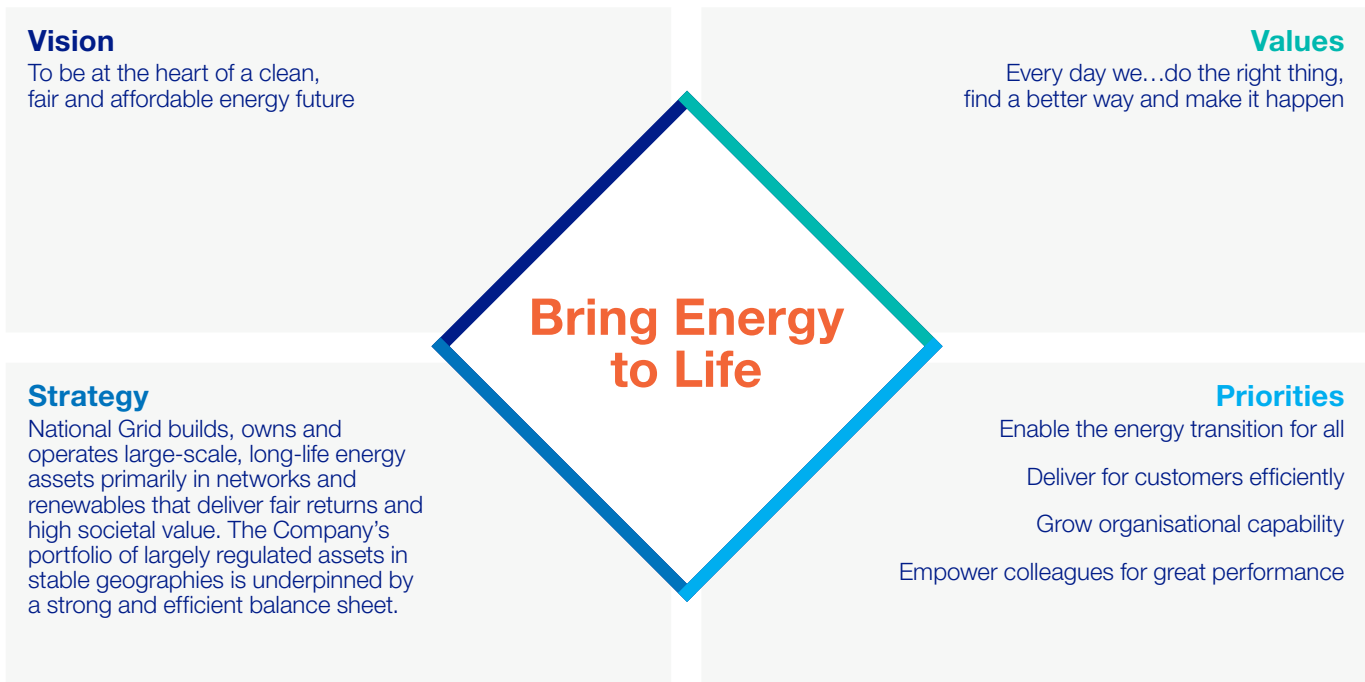 Vision
To be at the heart of a clean,
fair and affordable energy future
Values
Every day we…do the right thing,
find a better way and make it happen
Bring Energy
to Life
Strategy
National Grid builds, owns and
operates large-scale, long-life energy
assets primarily in networks and
renewables that deliver fair returns and
high societal value. The Company’s
portfolio of largely regulated assets in
stable geographies is underpinned by
a strong and efficient balance sheet.
Priorities
Enable the energy transition for all
Deliver for customers efficiently
Grow organisational capability
Empower colleagues for great performance